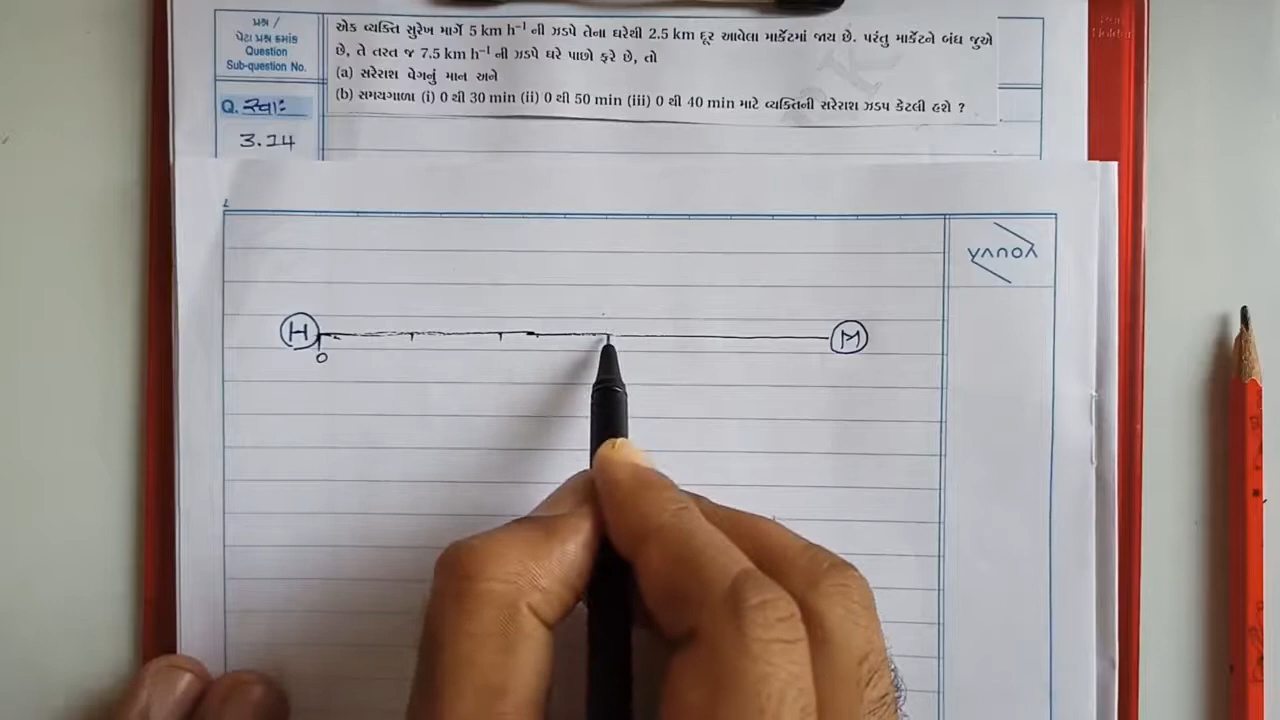 પ્રશ્ન /
પેટા પ્રશ્ન ક્રમાંક
Question
Sub-question No.
એક વ્યક્તિ સુરેખ માર્ગે 5 km h⁻¹ ની ઝડપે તેના ઘરેથી 2.5 km દૂર આવેલા માર્કેટમાં જાય છે. પરંતુ માર્કેટને બંધ જુએ
છે, તે તરત જ 7.5 km h⁻¹ ની ઝડપે ઘરે પાછો ફરે છે, તો
(a) સરેરાશ વેગનું માન અને
(b) સમયગાળા (i) 0 થી 30 min (ii) 0 થી 50 min (iii) 0 થી 40 min માટે વ્યક્તિની સરેરાશ ઝડપ કેટલી હશે ?
Q. સ્વાઃ
3.14
youva
H
M
0